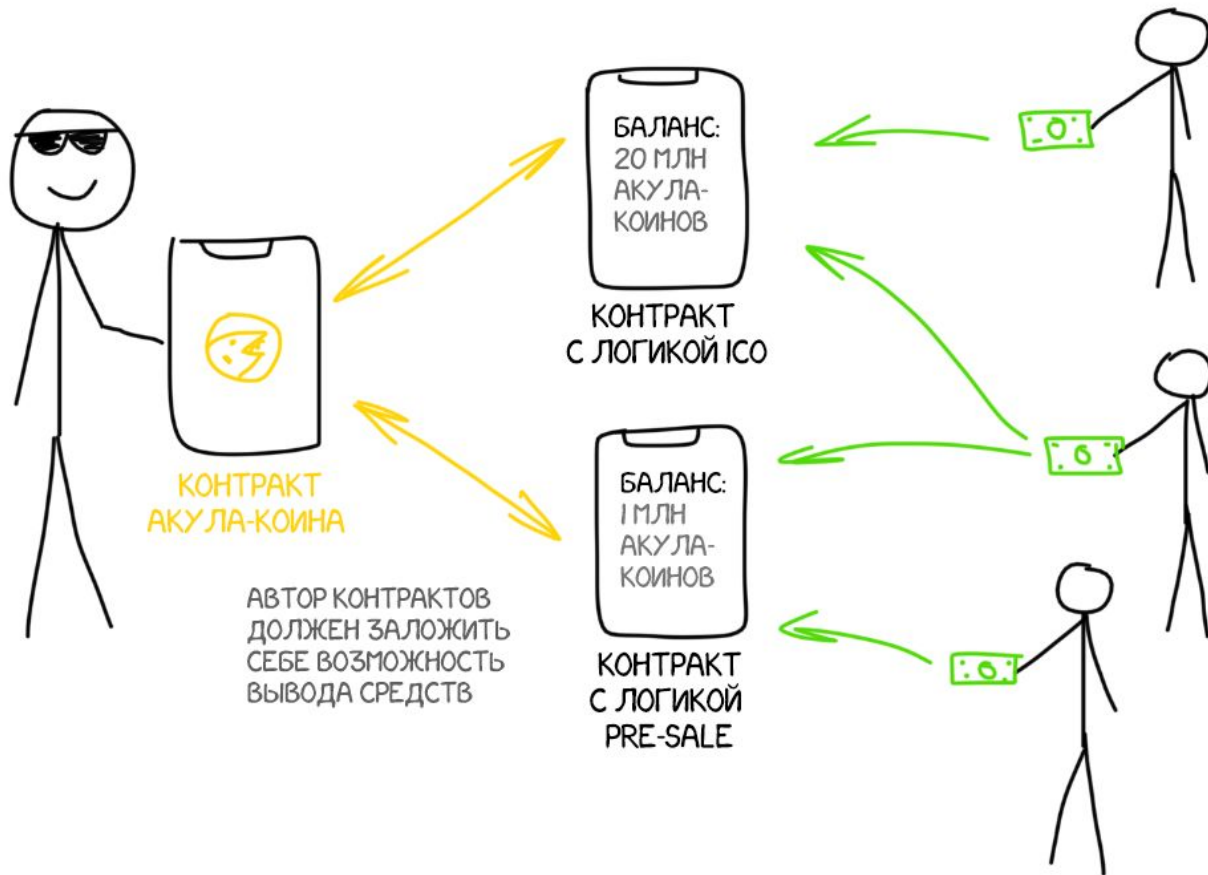 БАЛАНС:
20 МЛН
АКУЛА-
КОИНОВ
КОНТРАКТ
С ЛОГИКОЙ ICO
КОНТРАКТ
АКУЛА-КОИНА
БАЛАНС:
1 МЛН
АКУЛА-
КОИНОВ
АВТОР КОНТРАКТОВ
ДОЛЖЕН ЗАЛОЖИТЬ
СЕБЕ ВОЗМОЖНОСТЬ
ВЫВОДА СРЕДСТВ
КОНТРАКТ
С ЛОГИКОЙ
PRE-SALE